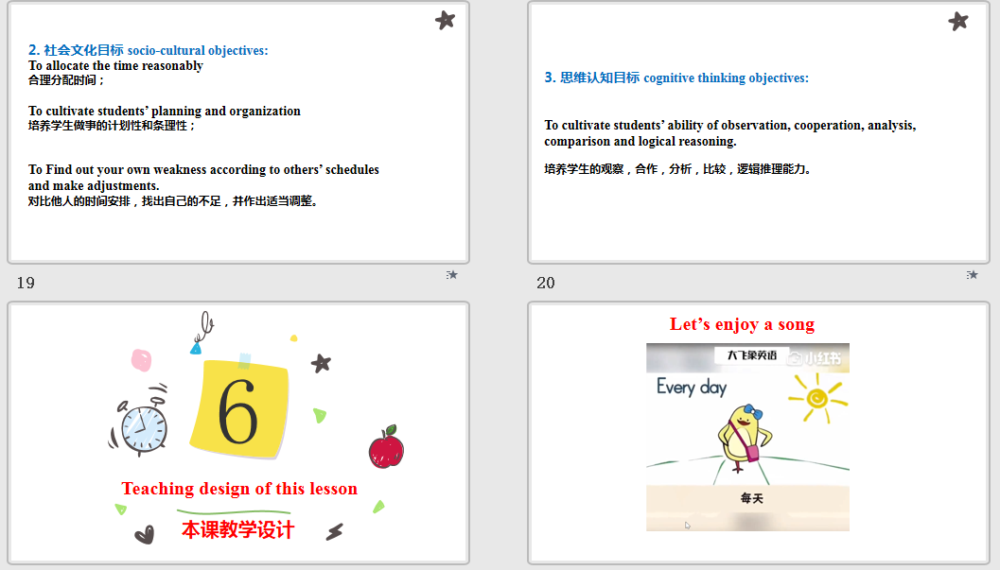 2. 社会文化目标 socio-cultural objectives:
To allocate the time reasonably
合理分配时间；
To cultivate students’ planning and organization
培养学生做事的计划性和条理性；
To Find out your own weakness according to others’ schedules
and make adjustments.
对比他人的时间安排，找出自己的不足，并作出适当调整。
19
3. 思维认知目标 cognitive thinking objectives:
To cultivate students’ ability of observation, cooperation, analysis,
comparison and logical reasoning.
培养学生的观察，合作，分析，比较，逻辑推理能力。
20
6
Teaching design of this lesson
本课教学设计
Let’s enjoy a song
大飞象英语
小红书
Every day
每天